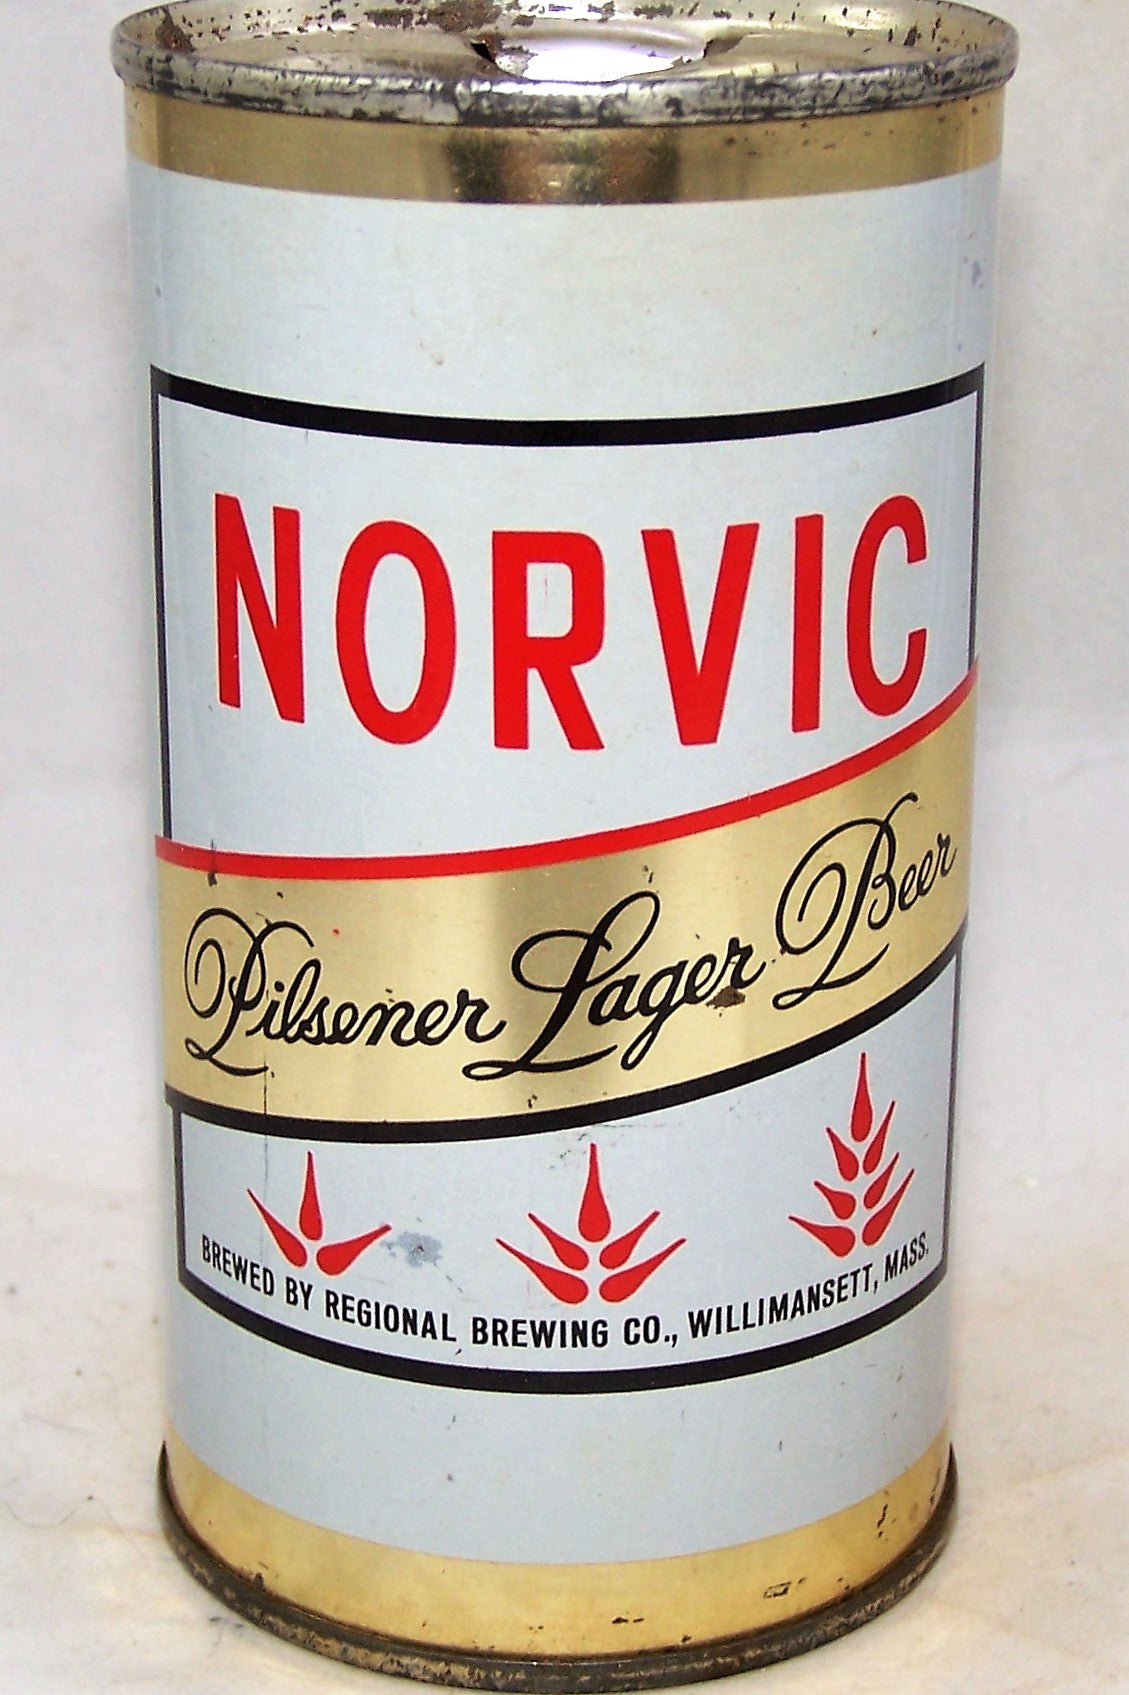 NORVIC
Pilsener Lager Beer
BREWED BY REGIONAL BREWING CO., WILLIMANSETT, MASS.